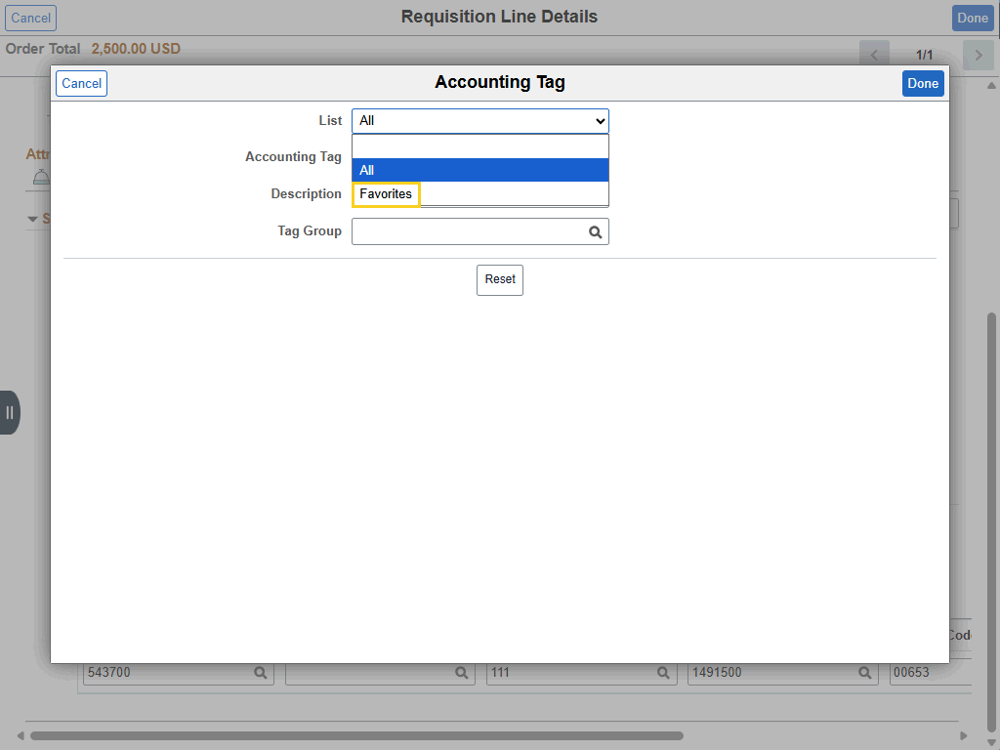 Cancel
Requisition Line Details
Done
Order Total 2,500.00 USD
1/1
Cancel
Accounting Tag
Done
List
All
Accounting Tag
All
Description
Favorites
Tag Group
Reset
Attr
S
Code
543700
111
1491500
00653